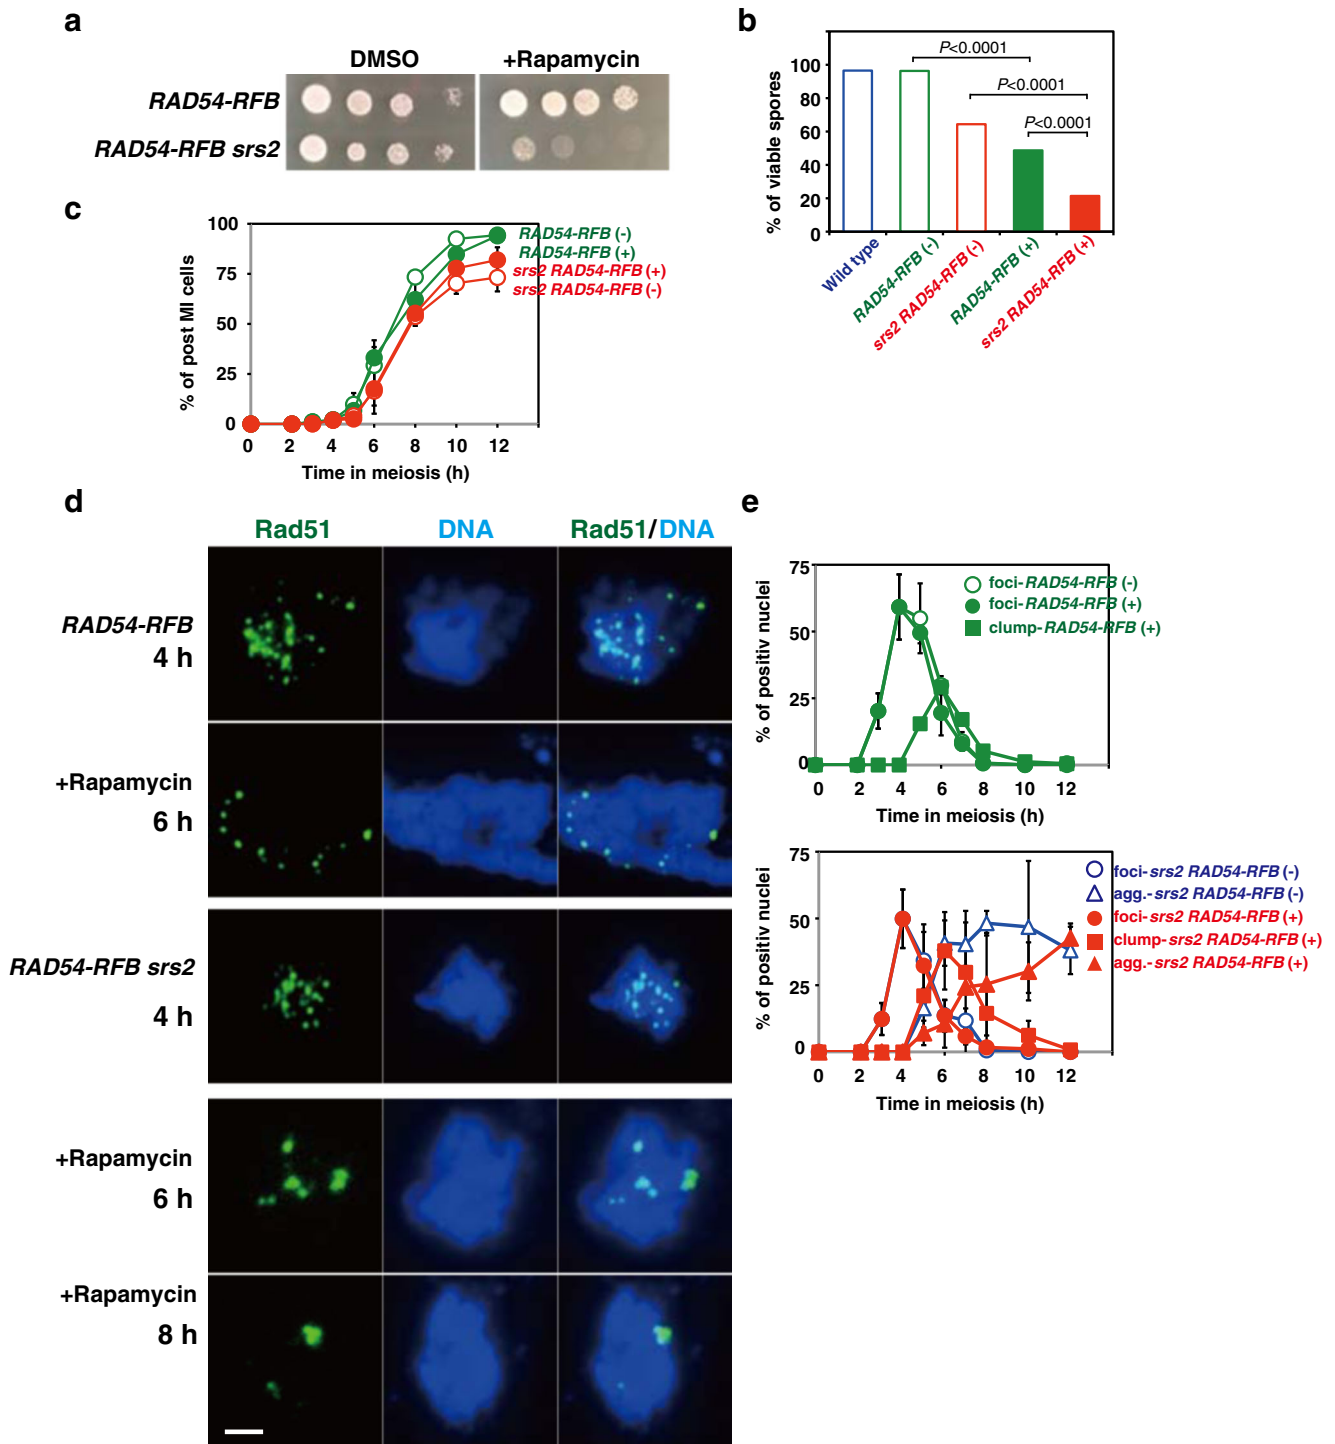 a
DMSO
+Rapamycin
RAD54-RFB
RAD54-RFB srs2
b
% of viable spores
100
80
60
40
20
0
P<0.0001
P<0.0001
P<0.0001
Wild type
RAD54-RFB (-)
srs2 RAD54-RFB (-)
RAD54-RFB (+)
srs2 RAD54-RFB (+)
c
% of post MI cells
100
75
50
25
0
0 2 4 6 8 10 12
Time in meiosis (h)
RAD54-RFB (-)
RAD54-RFB (+)
srs2 RAD54-RFB (+)
srs2 RAD54-RFB (-)
d
Rad51
DNA
Rad51/DNA
RAD54-RFB
4 h
+Rapamycin
6 h
RAD54-RFB srs2
4 h
+Rapamycin
6 h
+Rapamycin
8 h
e
% of positiv nuclei
75
50
25
0
0 2 4 6 8 10 12
Time in meiosis (h)
foci-RAD54-RFB (-)
foci-RAD54-RFB (+)
clump-RAD54-RFB (+)
% of positiv nuclei
75
50
25
0
0 2 4 6 8 10 12
Time in meiosis (h)
foci-srs2 RAD54-RFB (-)
agg.-srs2 RAD54-RFB (-)
foci-srs2 RAD54-RFB (+)
clump-srs2 RAD54-RFB (+)
agg.-srs2 RAD54-RFB (+)